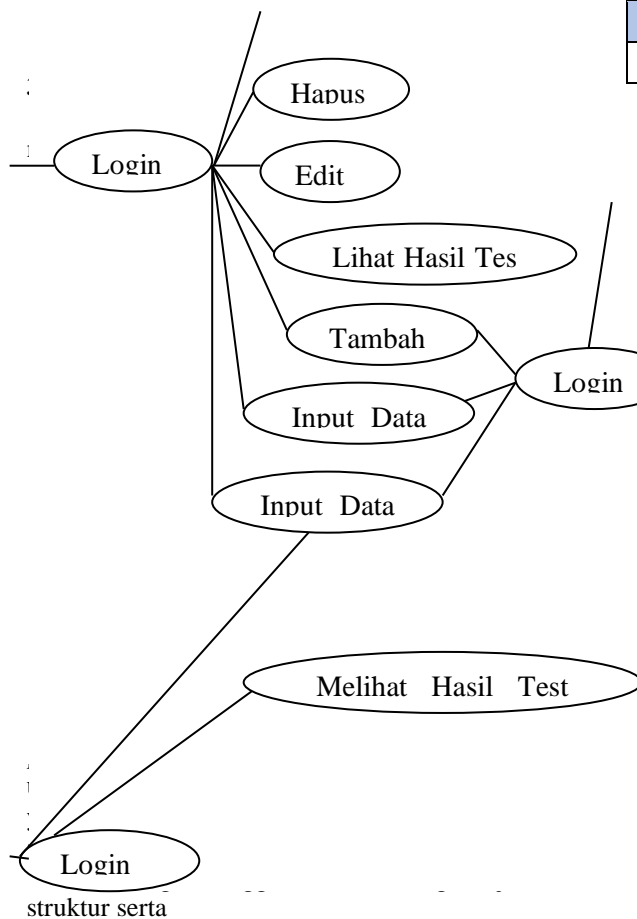 Hapus
Login
Edit
Lihat Hasil Tes
Tambah
Login
Input Data
Input Data
Melihat Hasil Test
Login
struktur serta